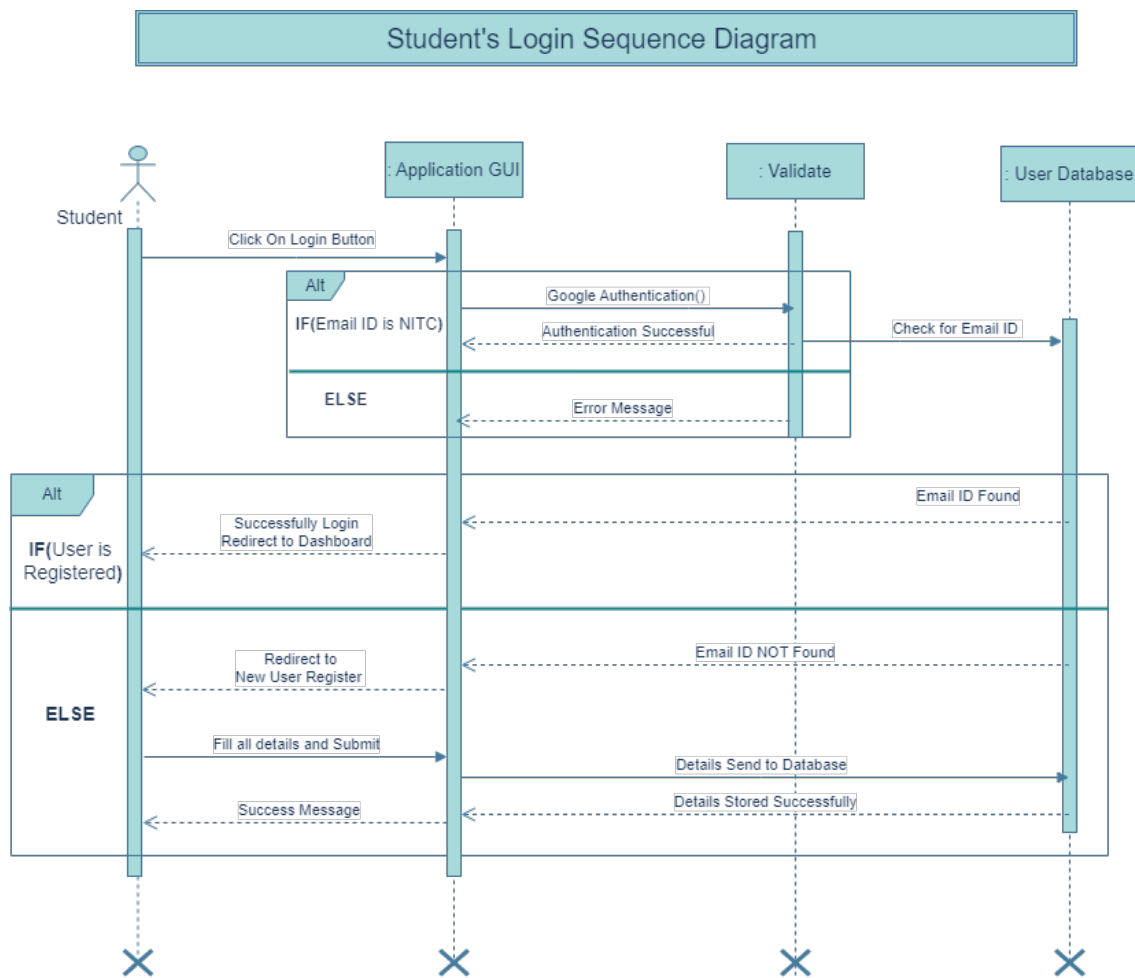 Student's Login Sequence Diagram
: Application GUI
: Validate
: User Database
Student
Click On Login Button
Alt
Google Authentication()
IF(Email ID is NITC)
Authentication Successful
Check for Email ID
ELSE
Error Message
Alt
Email ID Found
Successfully Login
Redirect to Dashboard
IF(User is
Registered)
Email ID NOT Found
Redirect to
New User Register
ELSE
Fill all details and Submit
Details Send to Database
Details Stored Successfully
Success Message